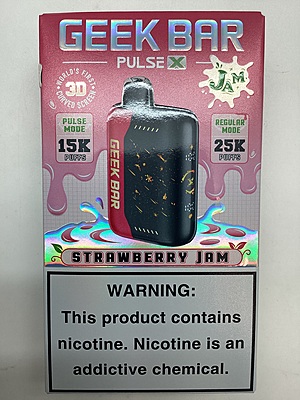 GEEK BAR
PULSE X
JAM
WORLD'S FIRST
3D
CURVED SCREEN
PULSE
MODE
15K
PUFFS
REGULAR
MODE
25K
PUFFS
GEEK BAR
STRAWBERRY JAM
WARNING:
This product contains
nicotine. Nicotine is an
addictive chemical.